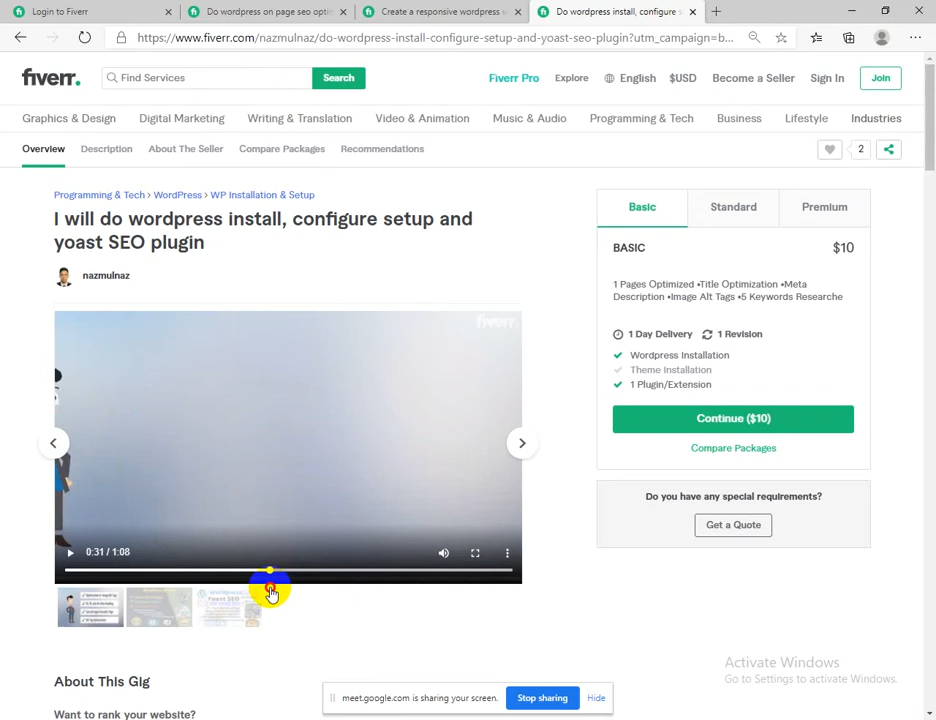 Login to Fiverr
Do wordpress on page seo optim
Create a responsive wordpress w
Do wordpress install, configure s
https://www.fiverr.com/nazmulnaz/do-wordpress-install-configure-setup-and-yoast-seo-plugin?utm_campaign=b...
fiverr.
Find Services
Search
Fiverr Pro
Explore
English
$USD
Become a Seller
Sign In
Join
Graphics & Design
Digital Marketing
Writing & Translation
Video & Animation
Music & Audio
Programming & Tech
Business
Lifestyle
Industries
Overview
Description
About The Seller
Compare Packages
Recommendations
2
Programming & Tech › WordPress › WP Installation & Setup
I will do wordpress install, configure setup and
yoast SEO plugin
nazmulnaz
fiverr.
0:31 / 1:08
About This Gig
Want to rank your website?
Basic
Standard
Premium
BASIC
$10
1 Pages Optimized •Title Optimization •Meta
Description •Image Alt Tags •5 Keywords Researche
1 Day Delivery
1 Revision
Wordpress Installation
Theme Installation
1 Plugin/Extension
Continue ($10)
Compare Packages
Do you have any special requirements?
Get a Quote
Activate Windows
Go to Settings to activate Windows.
meet.google.com is sharing your screen.
Stop sharing
Hide